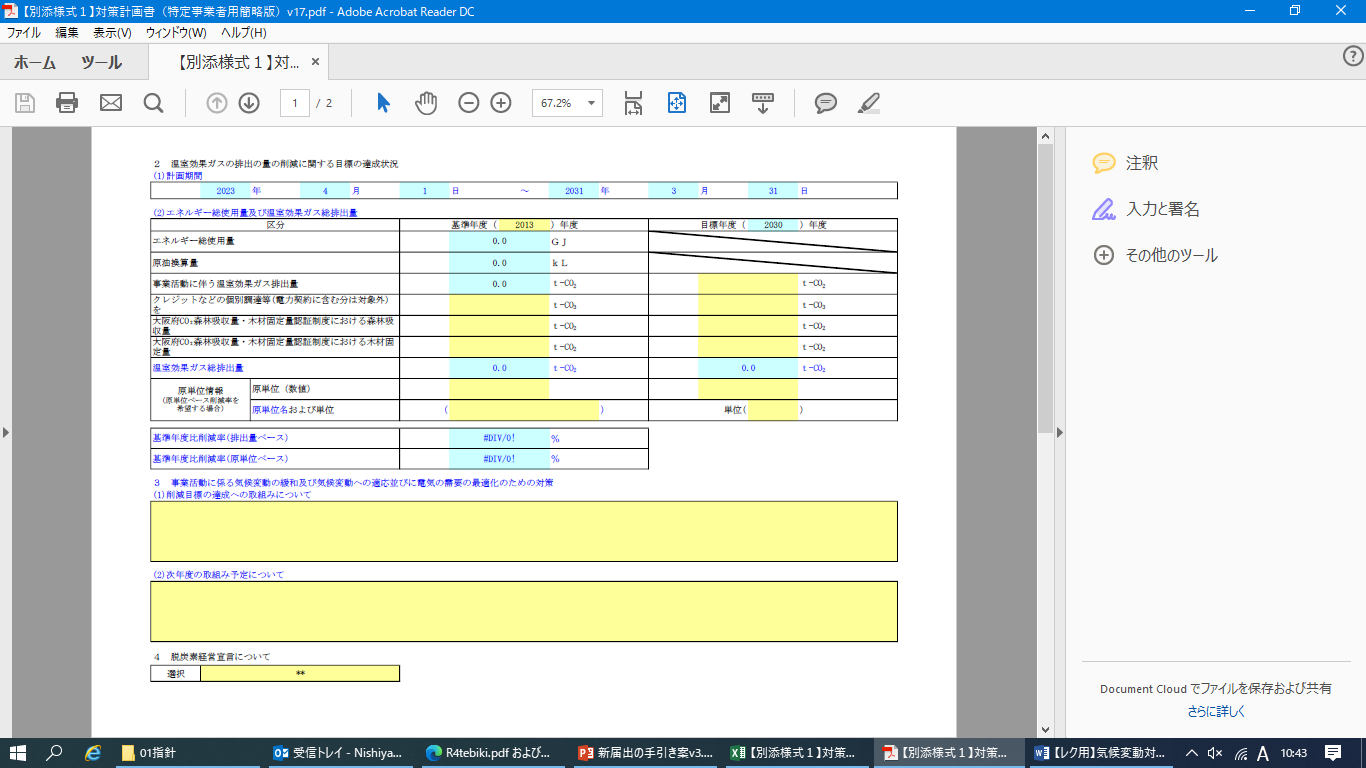 【別添様式１】対策計画書（特定事業者用簡略版）v17.pdf - Adobe Acrobat Reader DC
ファイル 編集 表示(V) ウィンドウ(W) ヘルプ(H)
ホーム ツール 【別添様式１】対... ×
1 / 2 67.2%
２ 温室効果ガスの排出の量の削減に関する目標の達成状況
(1)計画期間
2023 年 4 月 1 日 ～ 2031 年 3 月 31 日
(2)エネルギー総使用量及び温室効果ガス総排出量
区分 基準年度（ 2013 ）年度 目標年度（ 2030 ）年度
エネルギー総使用量 0.0 ＧＪ
原油換算量 0.0 ｋＬ
事業活動に伴う温室効果ガス排出量 0.0 ｔ-CO₂ ｔ-CO₂
クレジットなどの個別調達等(電力契約に含む分は対象外)
を ｔ-CO₃ ｔ-CO₃
大阪府CO₂森林吸収量・木材固定量認証制度における森林吸
収量 ｔ-CO₂ ｔ-CO₂
大阪府CO₂森林吸収量・木材固定量認証制度における木材固
定量 ｔ-CO₂ ｔ-CO₂
温室効果ガス総排出量 0.0 ｔ-CO₂ 0.0 ｔ-CO₂
原単位情報
（原単位ベース削減率を
希望する場合）
原単位（数値）
原単位名および単位 （ ） 単位（ ）
基準年度比削減率(排出量ベース) #DIV/0! ％
基準年度比削減率(原単位ベース) #DIV/0! ％
３ 事業活動に係る気候変動の緩和及び気候変動への適応並びに電気の需要の最適化のための対策
(1)削減目標の達成への取組みについて
(2)次年度の取組み予定について
４ 脱炭素経営宣言について
選択 **
注釈
入力と署名
その他のツール
Document Cloud でファイルを保存および共有
さらに詳しく
01指針 受信トレイ - Nishiya... R4tebiki.pdf およびべ... 新届出の手引き案v3.... 【別添様式１】対策... 【別添様式１】対策... 【レク用】気候変動対... A 10:43